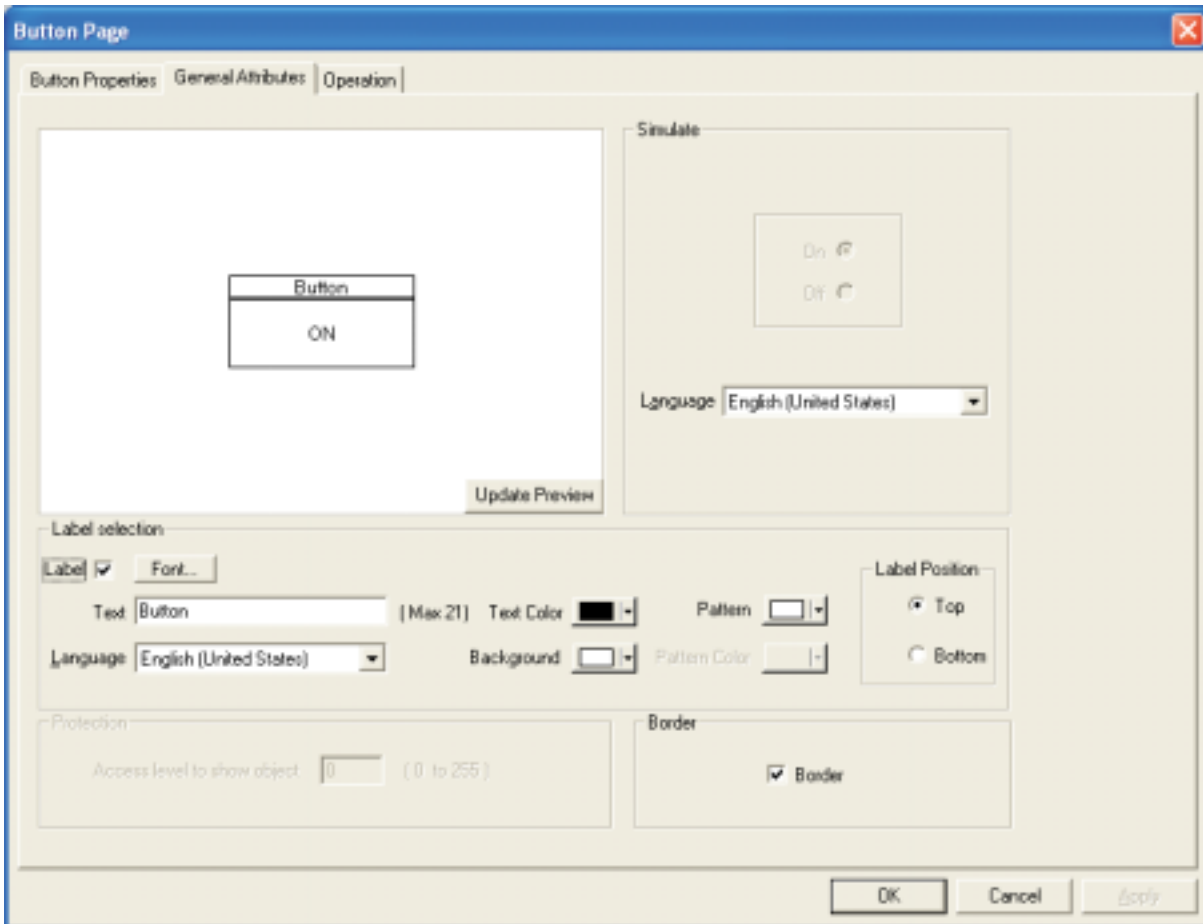 Button Page
Button Properties General Attributes Operation
Simulate
Button
ON
On
Off
Language English (United States)
Update Preview
Label selection
Label Font...
Text Button (Max 21) Text Color Pattern
Language English (United States) Background Pattern Color
Label Position
Top
Bottom
Protection
Access level to show object 0 ( 0 to 255 )
Border
Border
OK Cancel Apply